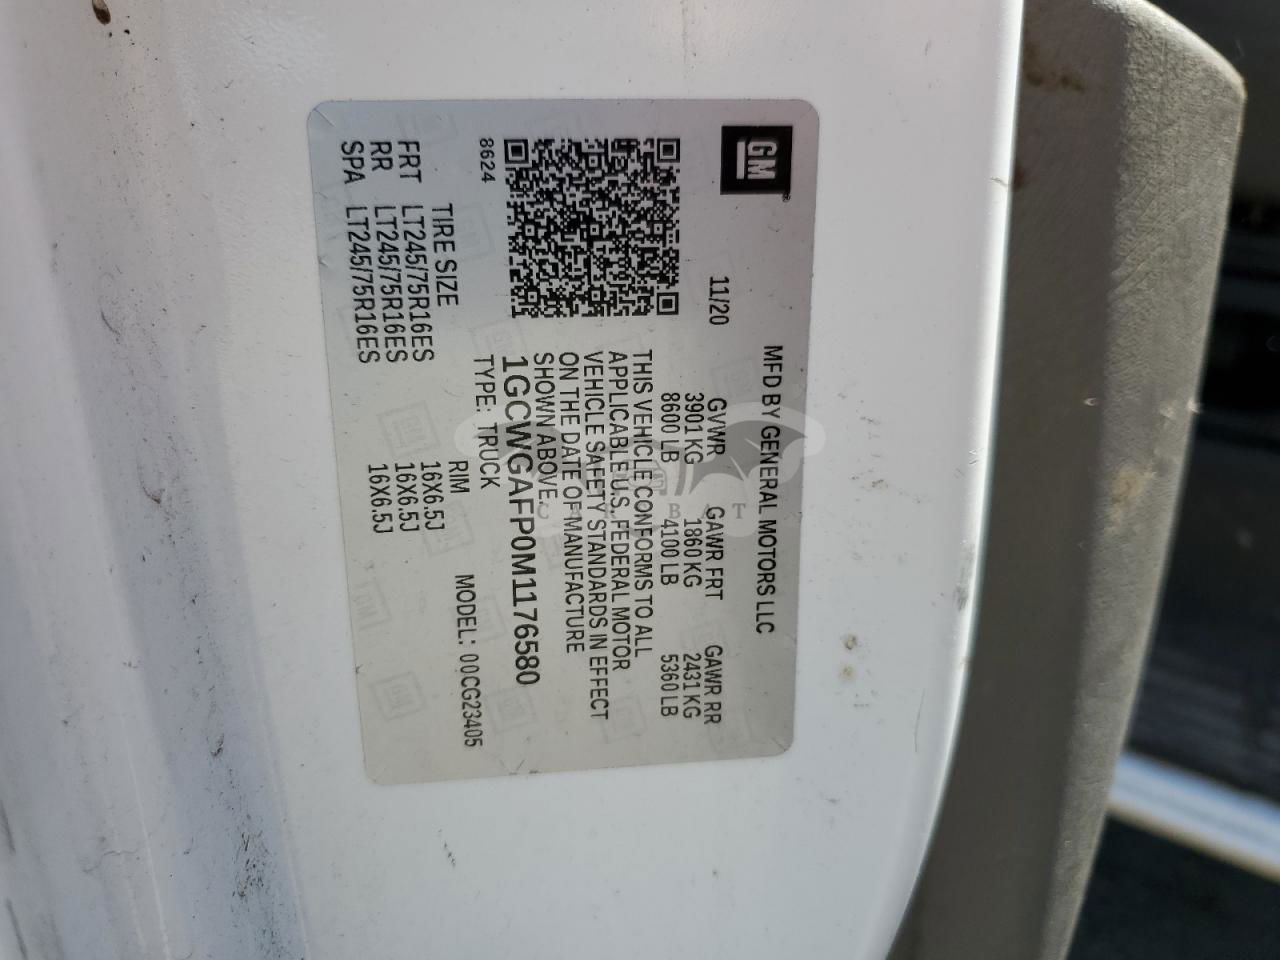 GM
MFD BY GENERAL MOTORS LLC
11/20 GVWR GAWR FRT GAWR RR
3901 KG 1860 KG 2431 KG
8600 LB 4100 LB 5360 LB
THIS VEHICLE CONFORMS TO ALL
APPLICABLE U.S. FEDERAL MOTOR
VEHICLE SAFETY STANDARDS IN EFFECT
ON THE DATE OF MANUFACTURE
SHOWN ABOVE.
1GCWGAFP0M1176580
8624 TYPE: TRUCK
TIRE SIZE RIM MODEL: 00CG23405
FRT LT245/75R16ES 16X6.5J
RR LT245/75R16ES 16X6.5J
SPA LT245/75R16ES 16X6.5J